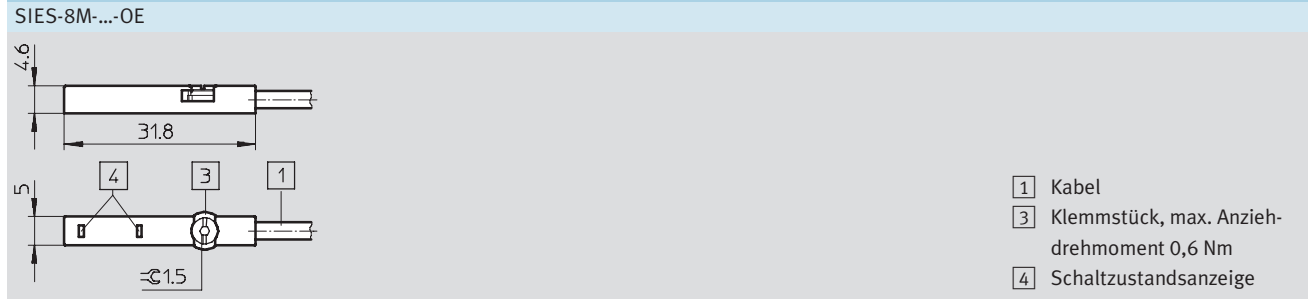 SIES-8M-...-OE
4.6
31.8
4
3
1
5
1.5
1 Kabel
3 Klemmstück, max. Anzieh-
drehmoment 0,6 Nm
4 Schaltzustandsanzeige